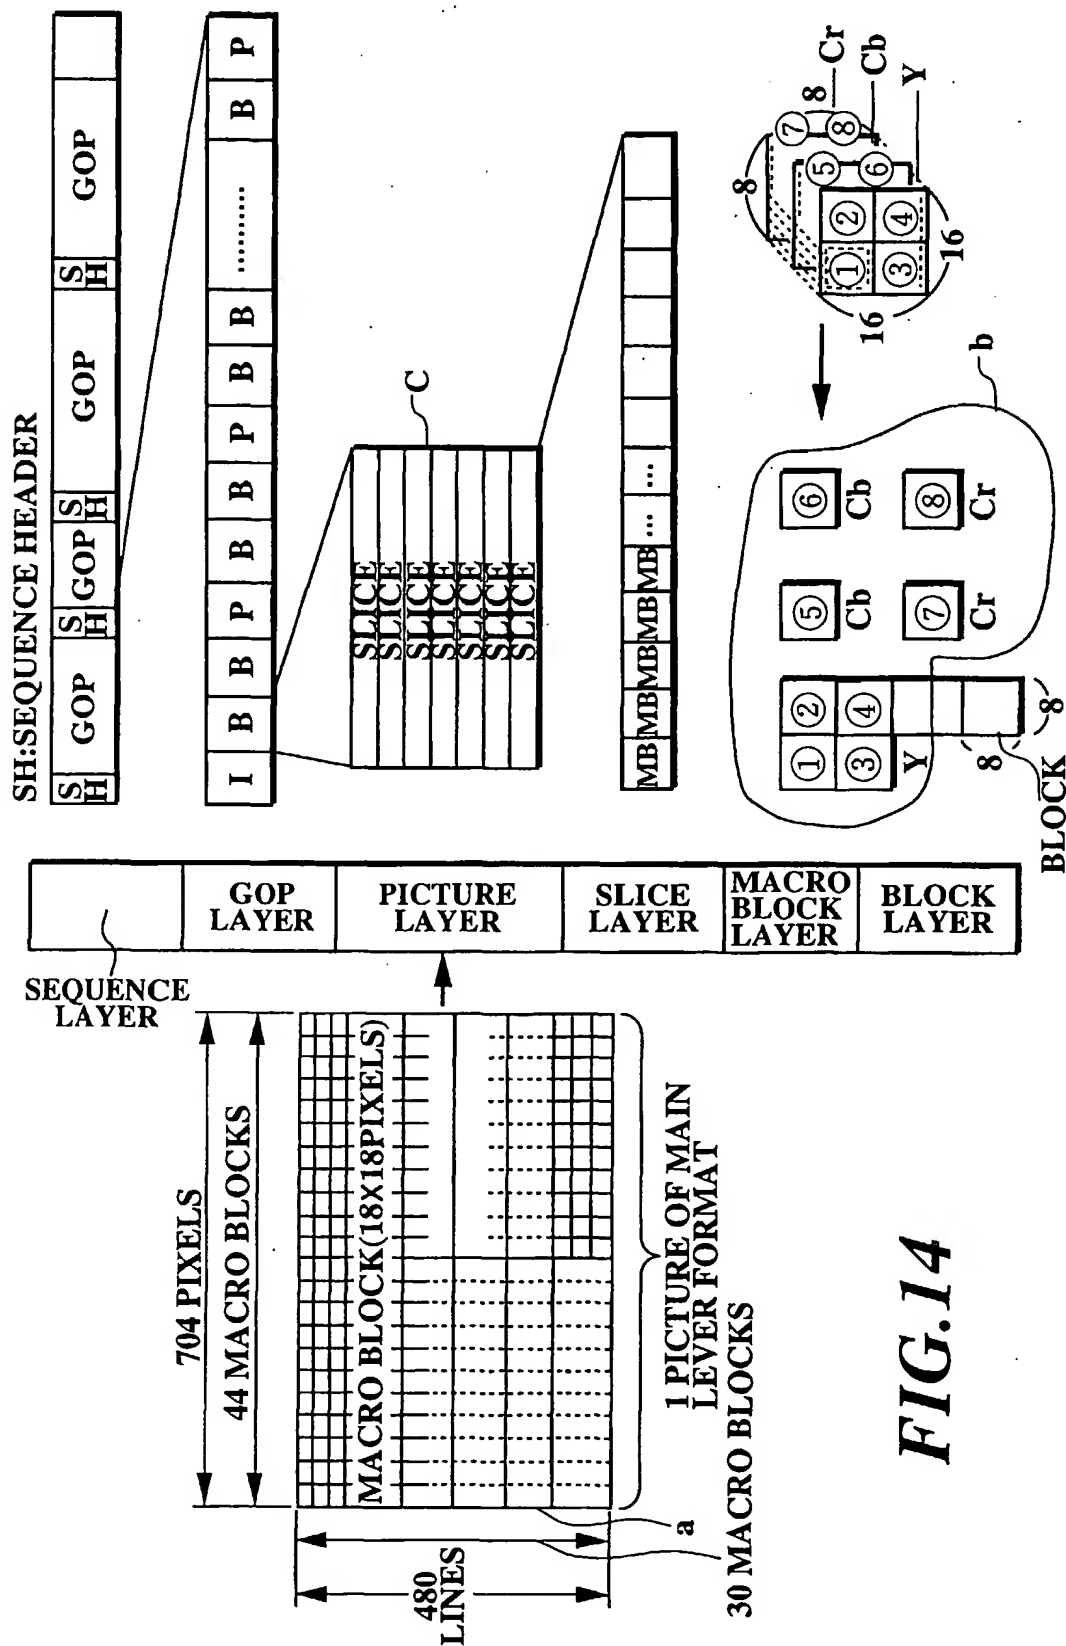 SH:SEQUENCE HEADER
SH GOP SH GOP SH GOP SH GOP
I B B P B B P B B .......... B P
SLICE
SLICE
SLICE
SLICE
SLICE
SLICE
SLICE
C
MB MB MB MB MB ... ...
① ② ③ ④ Y
⑤ Cb
⑥ Cb
⑦ Cr
⑧ Cr
8
8
BLOCK
b
① ② ③ ④ ⑤ ⑥ ⑦ ⑧
16
16
8
8
Cr
Cb
Y
SEQUENCE
LAYER
GOP
LAYER
PICTURE
LAYER
SLICE
LAYER
MACRO
BLOCK
LAYER
BLOCK
LAYER
704 PIXELS
44 MACRO BLOCKS
MACRO BLOCK(18X18PIXELS)
480
LINES
a
30 MACRO BLOCKS
1 PICTURE OF MAIN
LEVER FORMAT
FIG.14